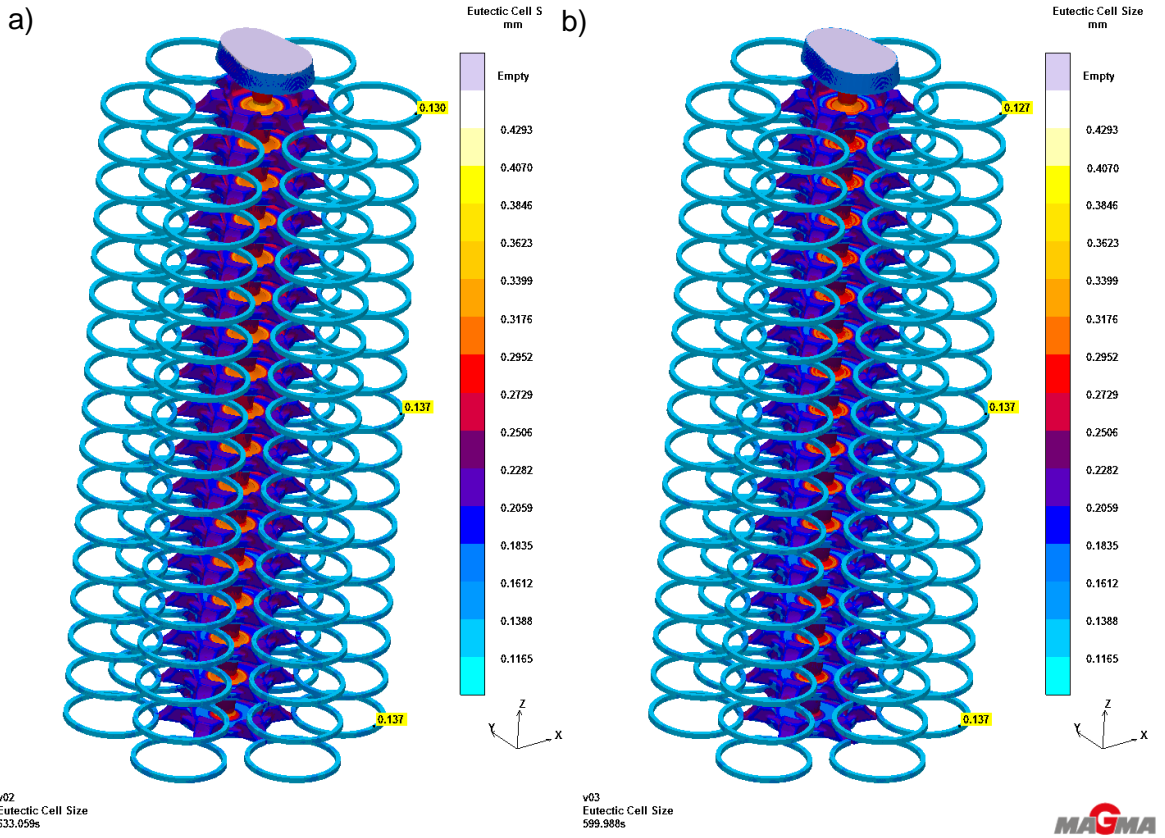 a)
Eutectic Cell S
mm
Empty
0.4293
0.4070
0.3846
0.3623
0.3399
0.3176
0.2952
0.2729
0.2506
0.2282
0.2059
0.1835
0.1612
0.1388
0.1165
0.130
0.137
0.137
Z
Y
X
v02
Eutectic Cell Size
533.059s
b)
Eutectic Cell Size
mm
Empty
0.4293
0.4070
0.3846
0.3623
0.3399
0.3176
0.2952
0.2729
0.2506
0.2282
0.2059
0.1835
0.1612
0.1388
0.1165
0.127
0.137
0.137
Z
Y
X
v03
Eutectic Cell Size
599.988s
MAGMA